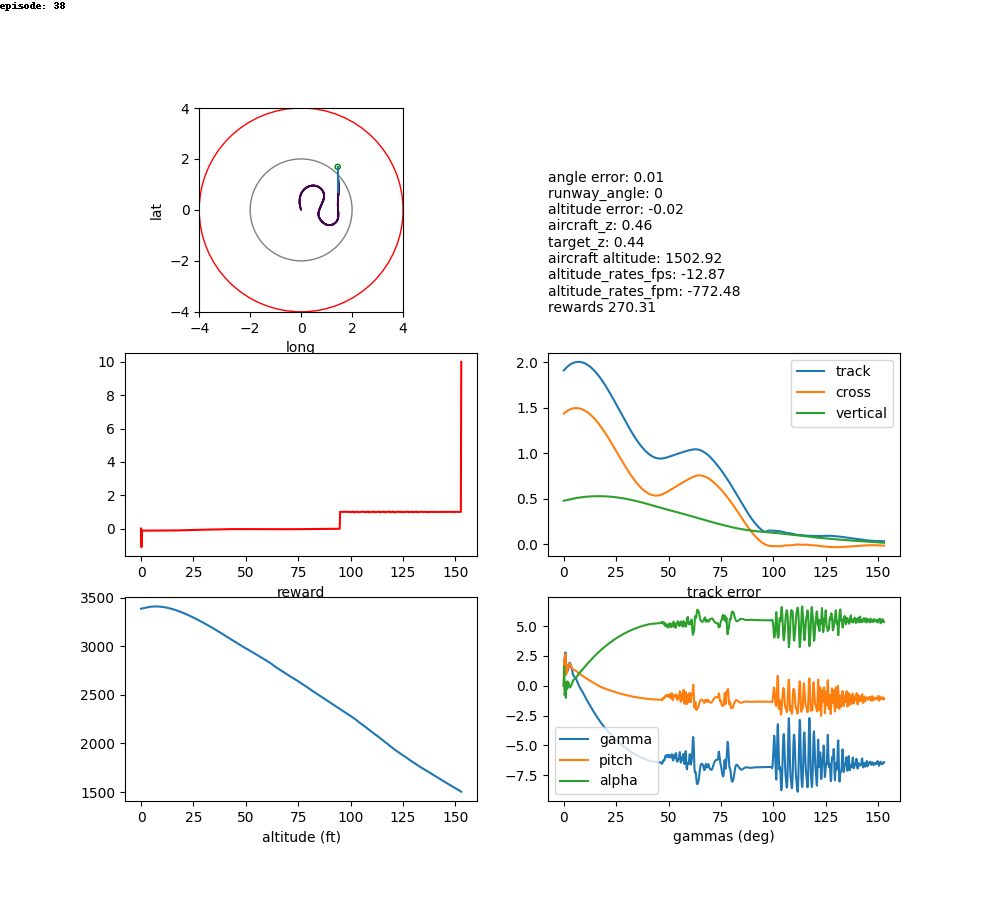 episode: 38
4
2
0
−2
−4
lat
−4 −2 0 2 4
long
angle error: 0.01
runway_angle: 0
altitude error: -0.02
aircraft_z: 0.46
target_z: 0.44
aircraft altitude: 1502.92
altitude_rates_fps: -12.87
altitude_rates_fpm: -772.48
rewards 270.31
10
8
6
4
2
0
0 25 50 75 100 125 150
reward
2.0
1.5
1.0
0.5
0.0
track
cross
vertical
0 25 50 75 100 125 150
track error
3500
3000
2500
2000
1500
0 25 50 75 100 125 150
altitude (ft)
5.0
2.5
0.0
−2.5
−5.0
−7.5
gamma
pitch
alpha
0 25 50 75 100 125 150
gammas (deg)